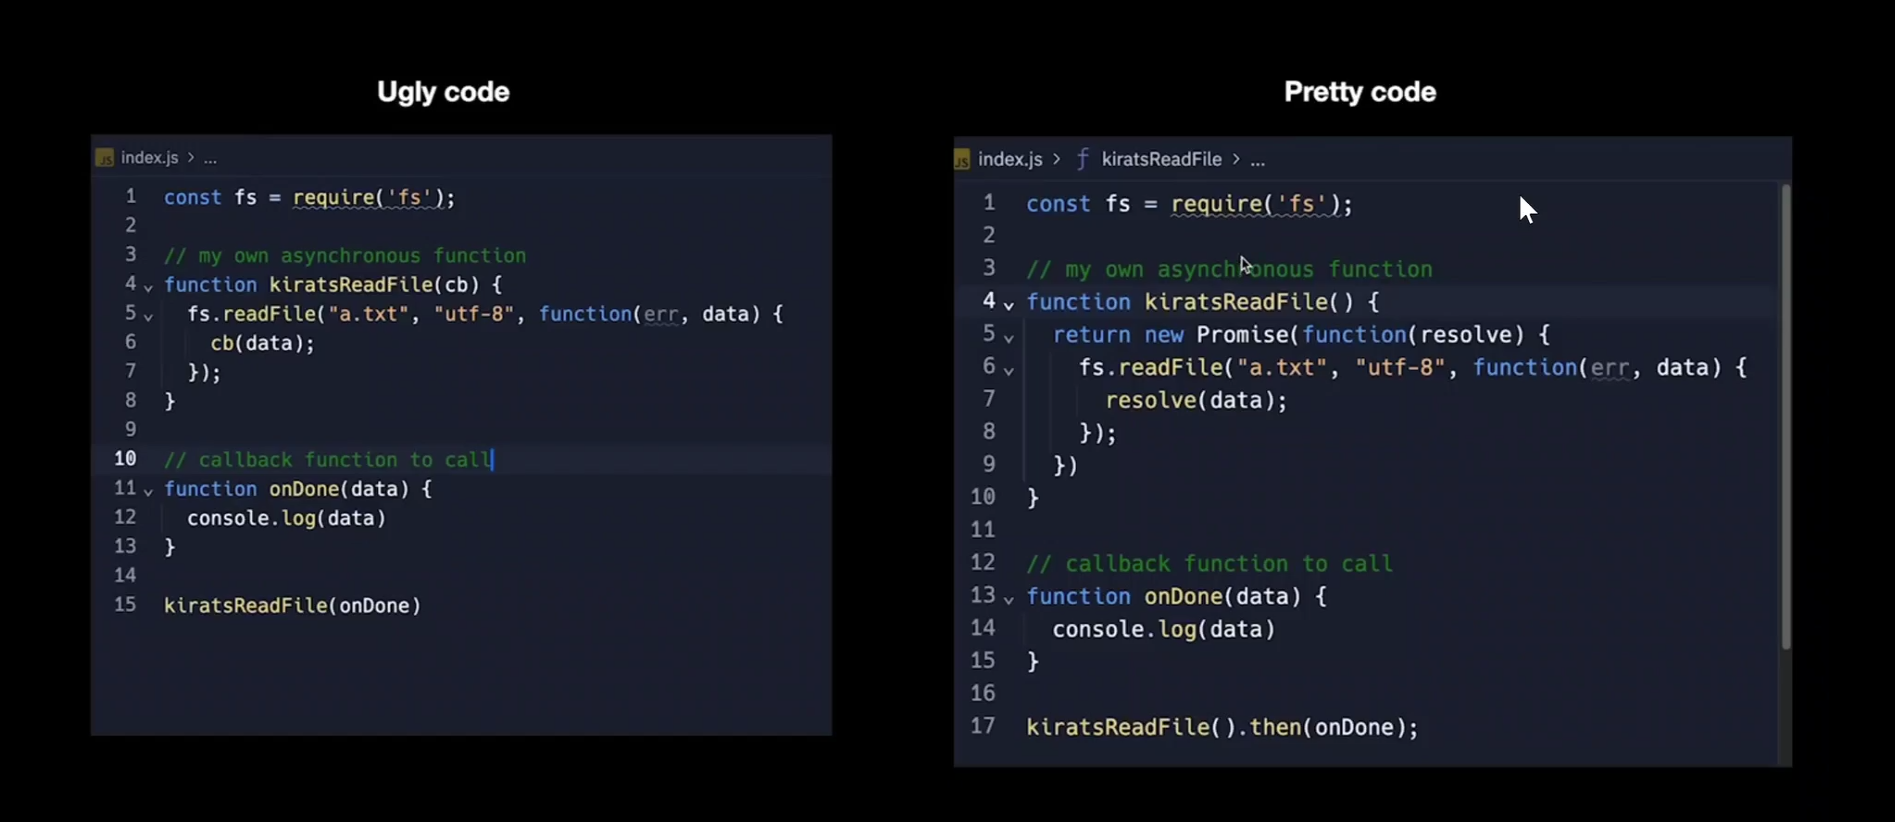 Ugly code
index.js > ...
1 const fs = require('fs');
2
3 // my own asynchronous function
4 function kiratsReadFile(cb) {
5 fs.readFile("a.txt", "utf-8", function(err, data) {
6 cb(data);
7 });
8 }
9
10 // callback function to call
11 function onDone(data) {
12 console.log(data)
13 }
14
15 kiratsReadFile(onDone)
Pretty code
index.js > ƒ kiratsReadFile > ...
1 const fs = require('fs');
2
3 // my own asynchronous function
4 function kiratsReadFile() {
5 return new Promise(function(resolve) {
6 fs.readFile("a.txt", "utf-8", function(err, data) {
7 resolve(data);
8 });
9 })
10 }
11
12 // callback function to call
13 function onDone(data) {
14 console.log(data)
15 }
16
17 kiratsReadFile().then(onDone);